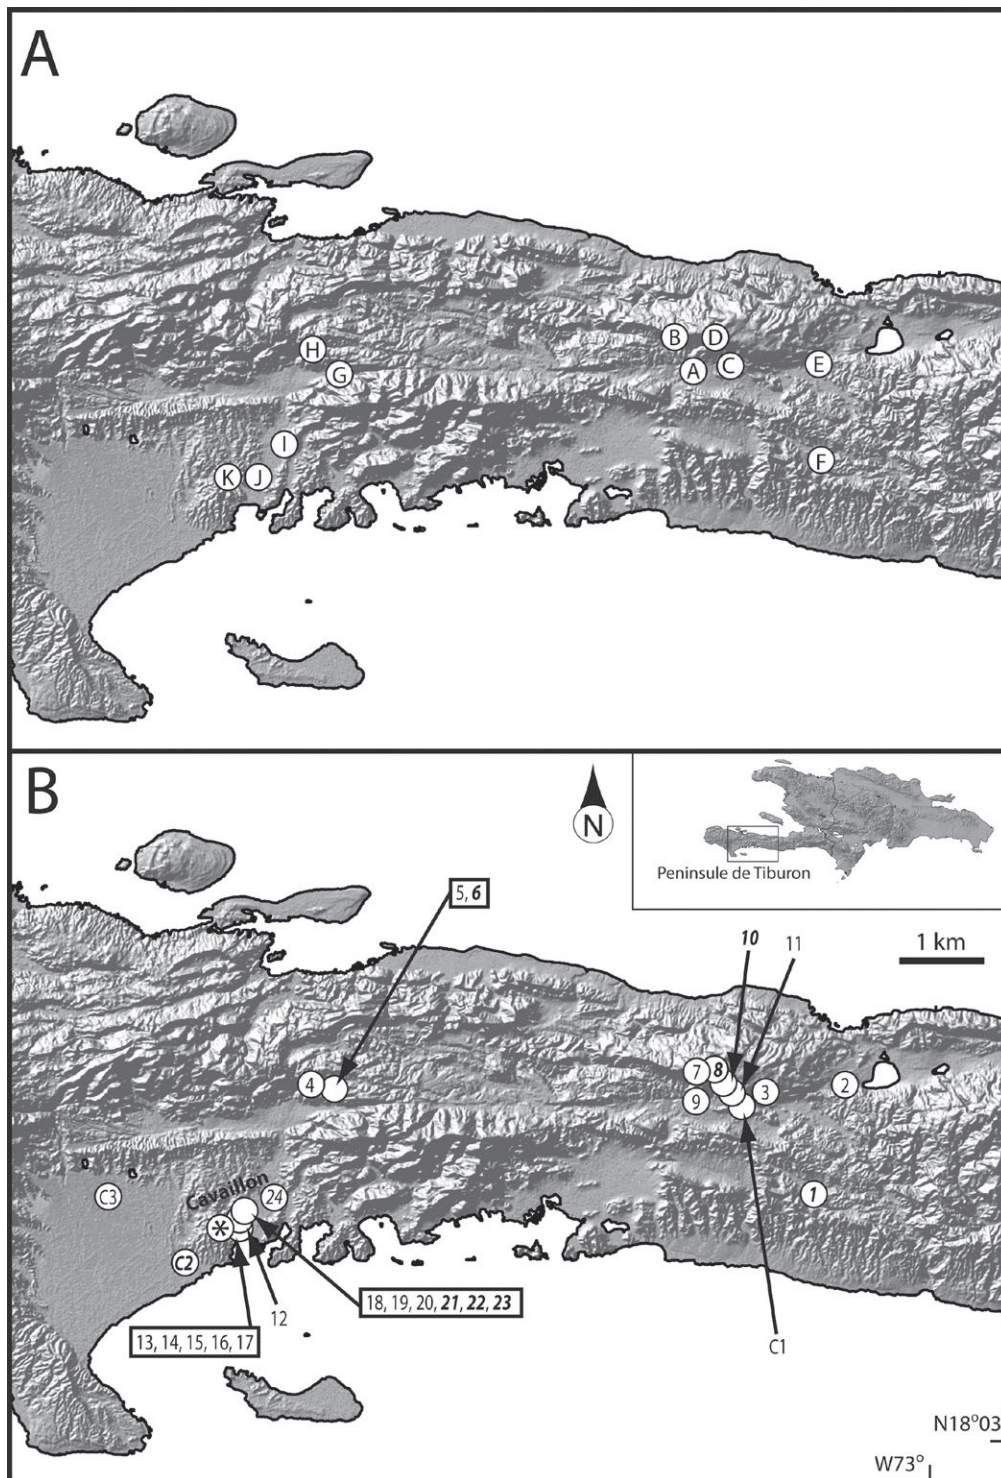 A
B
D
H
E
C
A
G
I
F
K
J
B
N
Peninsule de Tiburon
5, 6
1 km
10
11
7
8
4
3
2
9
C3
Cavaillon
24
1
*
C2
18, 19, 20, 21, 22, 23
12
13, 14, 15, 16, 17
C1
N18°03
W73°